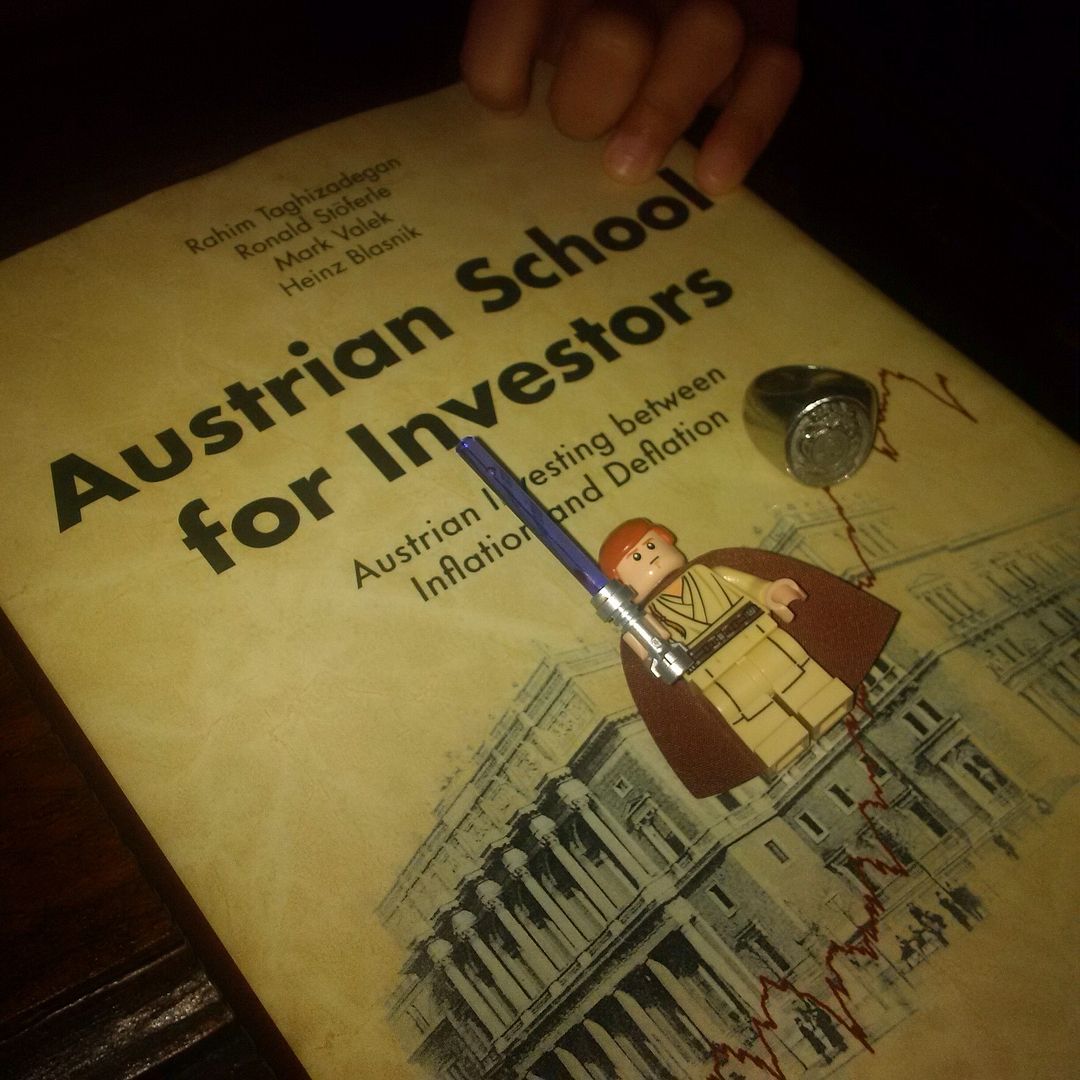 Rahim Taghizadegan
Ronald Stöferle
Mark Valek
Heinz Blasnik
Austrian School
for Investors
Austrian Investing between
Inflation and Deflation